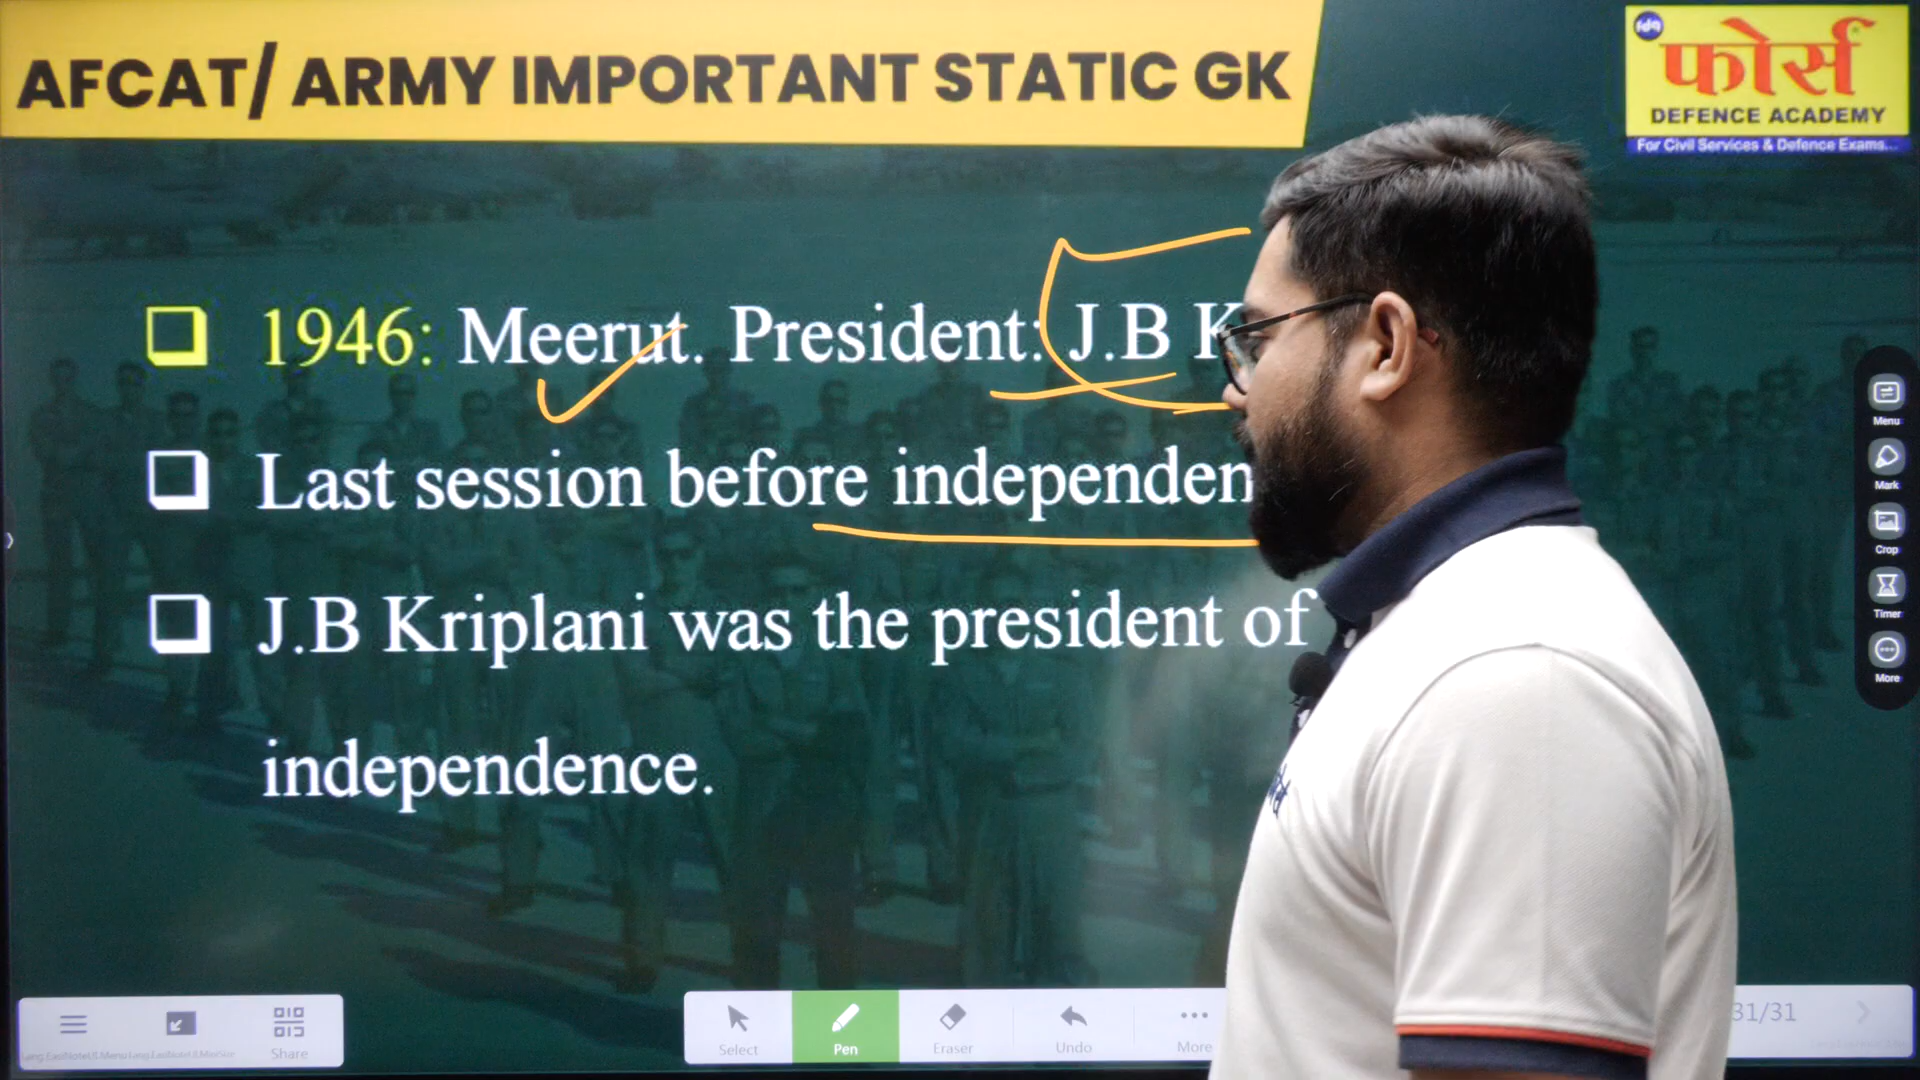 AFCAT/ ARMY IMPORTANT STATIC GK
fda
फोर्स
DEFENCE ACADEMY
For Civil Services & Defence Exams...
1946: Meerut. President: J.B K
Last session before independen
J.B Kriplani was the president of
independence.
Menu
Mark
Crop
Timer
More
Share
Select
Pen
Eraser
Undo
More
31/31